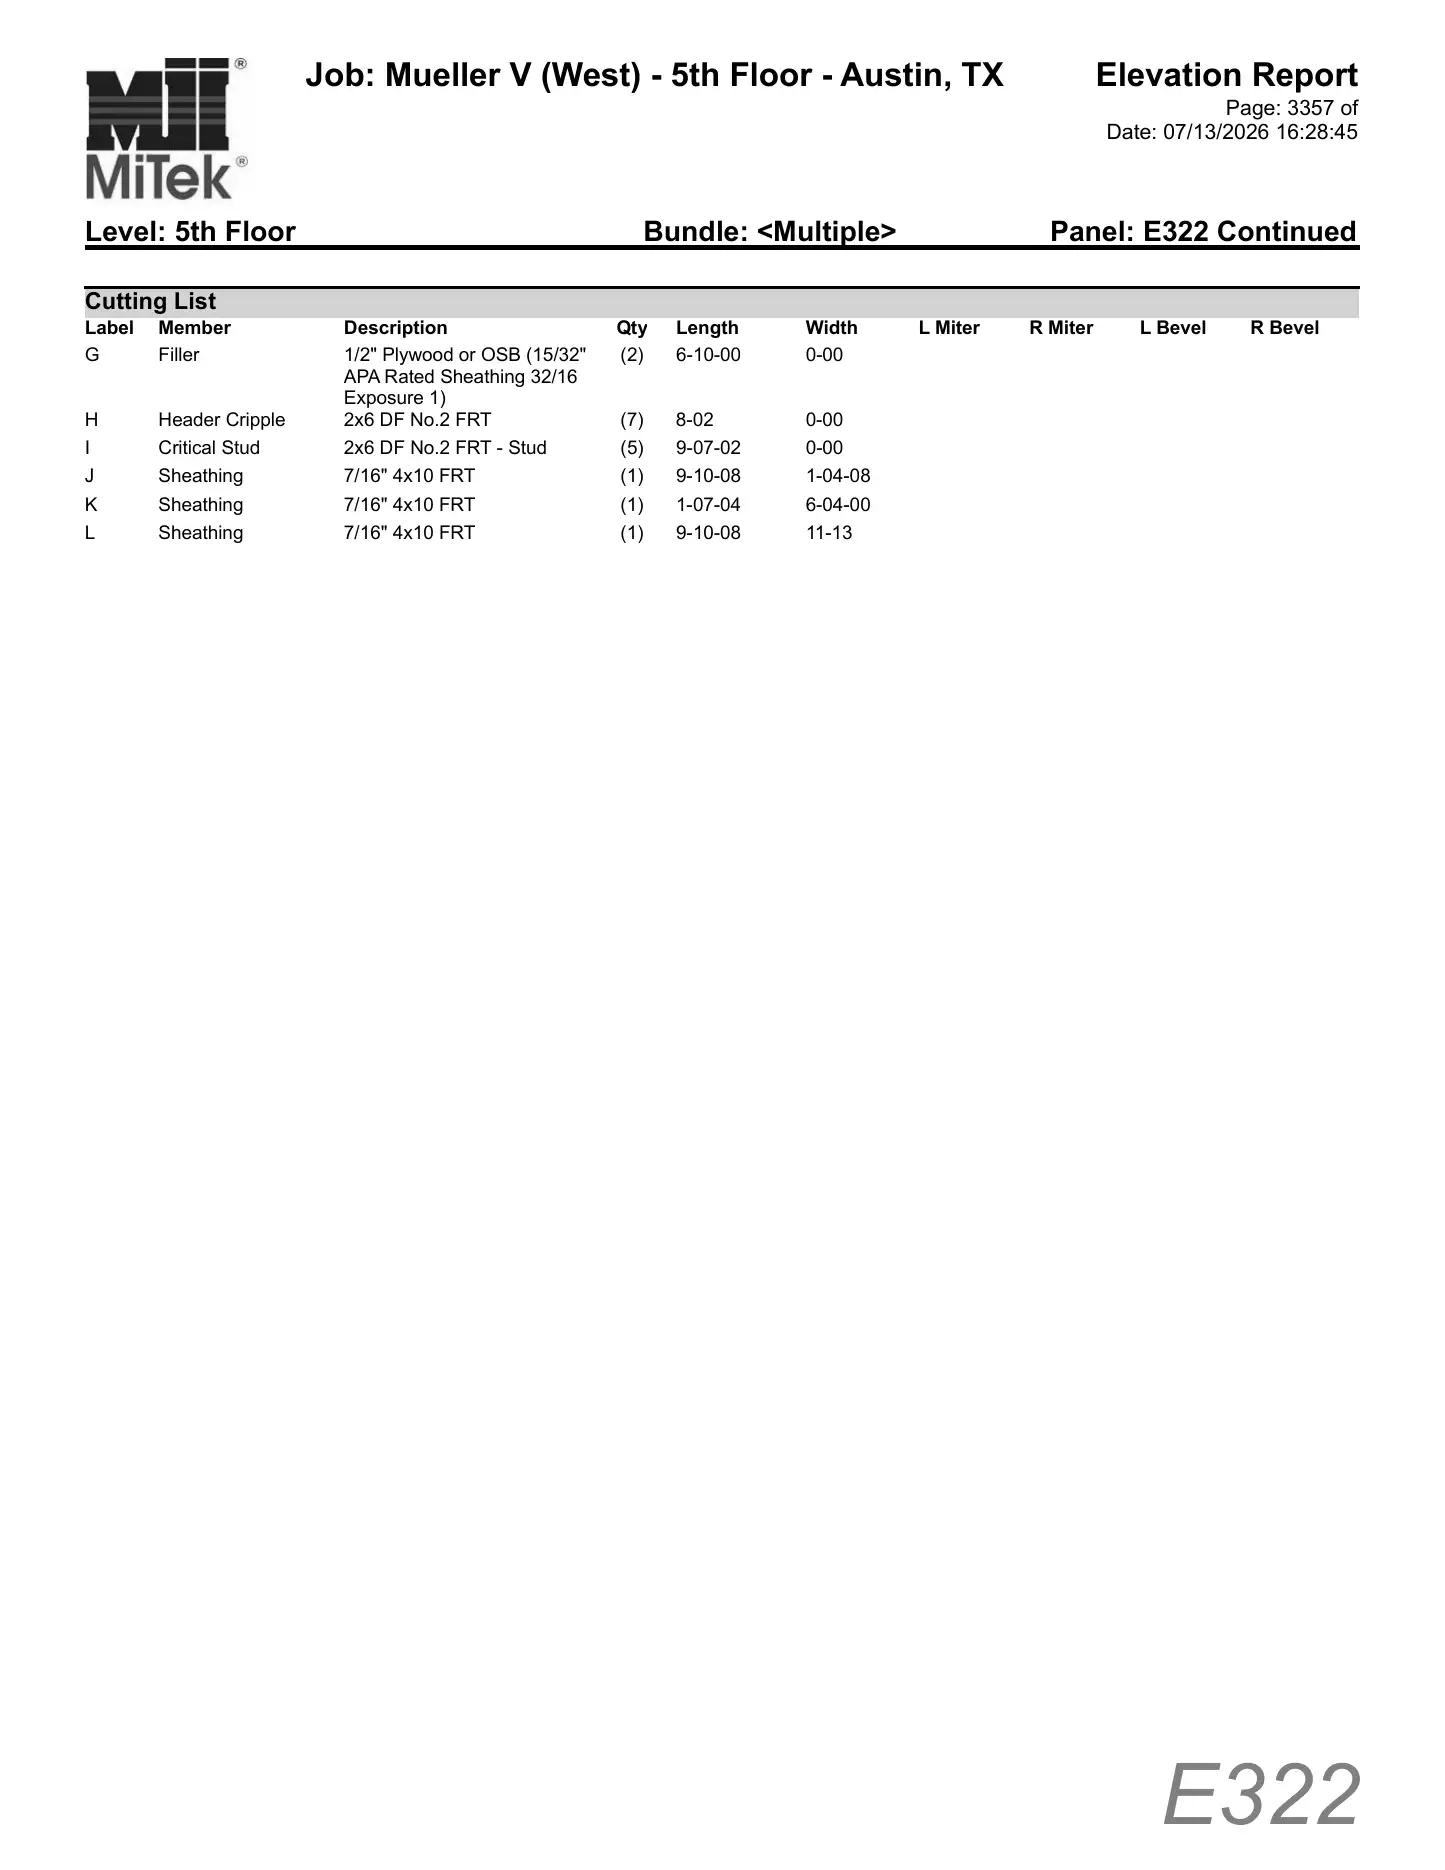 MiTek®
®
Job: Mueller V (West) - 5th Floor - Austin, TX
Elevation Report
Page: 3357 of
Date: 07/13/2026 16:28:45
Level: 5th Floor Bundle: <Multiple> Panel: E322 Continued
Cutting List
Label Member Description Qty Length Width L Miter R Miter L Bevel R Bevel
G Filler 1/2" Plywood or OSB (15/32" (2) 6-10-00 0-00
APA Rated Sheathing 32/16
Exposure 1)
H Header Cripple 2x6 DF No.2 FRT (7) 8-02 0-00
I Critical Stud 2x6 DF No.2 FRT - Stud (5) 9-07-02 0-00
J Sheathing 7/16" 4x10 FRT (1) 9-10-08 1-04-08
K Sheathing 7/16" 4x10 FRT (1) 1-07-04 6-04-00
L Sheathing 7/16" 4x10 FRT (1) 9-10-08 11-13
E322